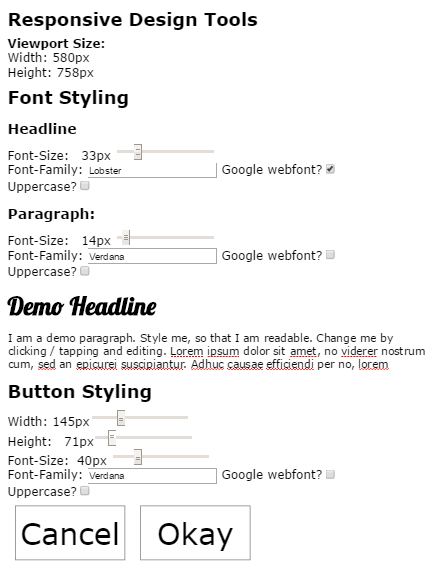 Responsive Design Tools
Viewport Size:
Width: 580px
Height: 758px
Font Styling
Headline
Font-Size: 33px
Font-Family: Lobster Google webfont?
Uppercase?
Paragraph:
Font-Size: 14px
Font-Family: Verdana Google webfont?
Uppercase?
Demo Headline
I am a demo paragraph. Style me, so that I am readable. Change me by
clicking / tapping and editing. Lorem ipsum dolor sit amet, no viderer nostrum
cum, sed an epicurei suscipiantur. Adhuc causae efficiendi per no, lorem
Button Styling
Width: 145px
Height: 71px
Font-Size: 40px
Font-Family: Verdana Google webfont?
Uppercase?
Cancel Okay